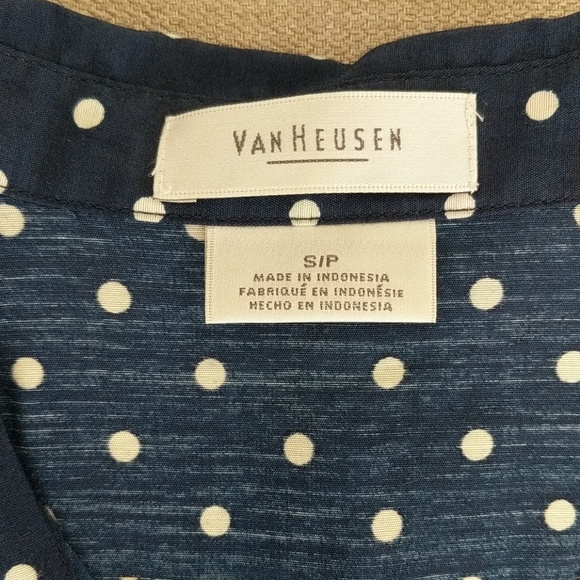 VAN HEUSEN
S/P
MADE IN INDONESIA
FABRIQUÉ EN INDONÉSIE
HECHO EN INDONESIA